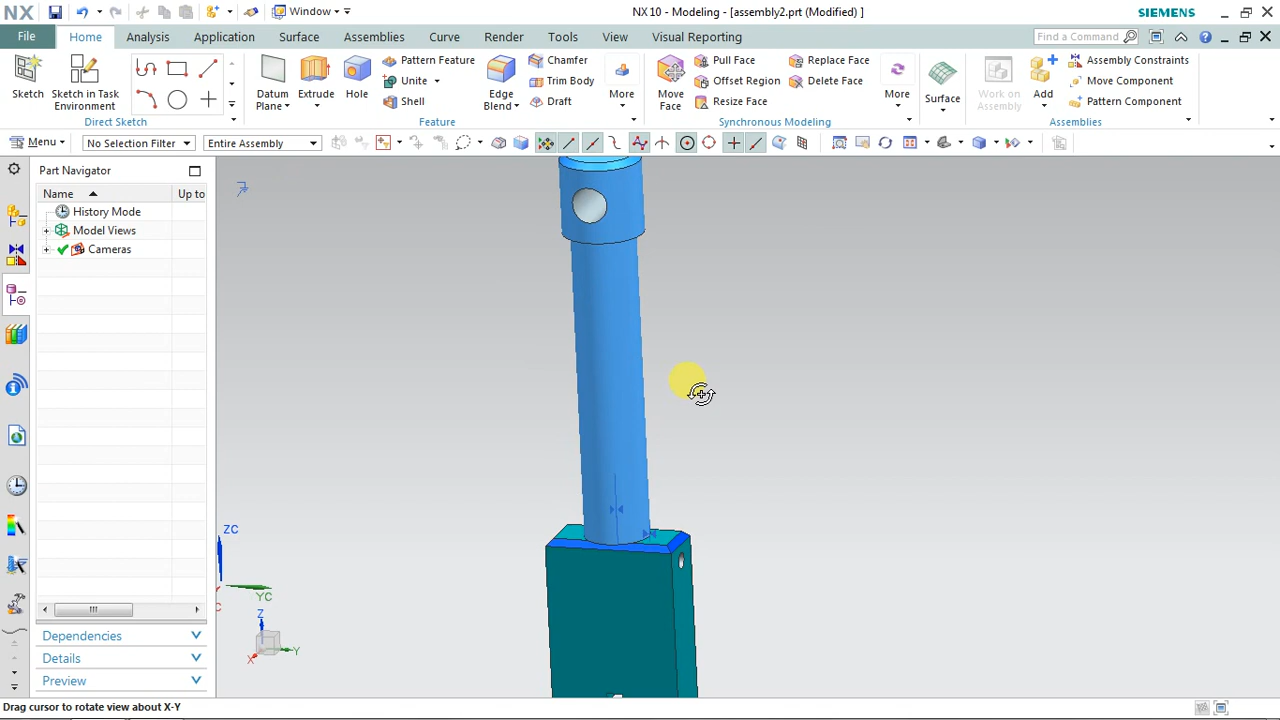 NX
Window
NX 10 - Modeling - [assembly2.prt (Modified) ]
SIEMENS
File
Home
Analysis
Application
Surface
Assemblies
Curve
Render
Tools
View
Visual Reporting
Find a Command
Sketch
Sketch in Task Environment
Direct Sketch
Datum Plane
Extrude
Hole
Pattern Feature
Unite
Shell
Edge Blend
Chamfer
Trim Body
Draft
More
Feature
Move Face
Pull Face
Offset Region
Resize Face
Replace Face
Delete Face
More
Synchronous Modeling
Surface
Work on Assembly
Add
Assembly Constraints
Move Component
Pattern Component
Assemblies
Menu
No Selection Filter
Entire Assembly
Part Navigator
Name
Up to
History Mode
Model Views
Cameras
ZC
YC
C
Z
X
Y
Dependencies
Details
Preview
Drag cursor to rotate view about X-Y